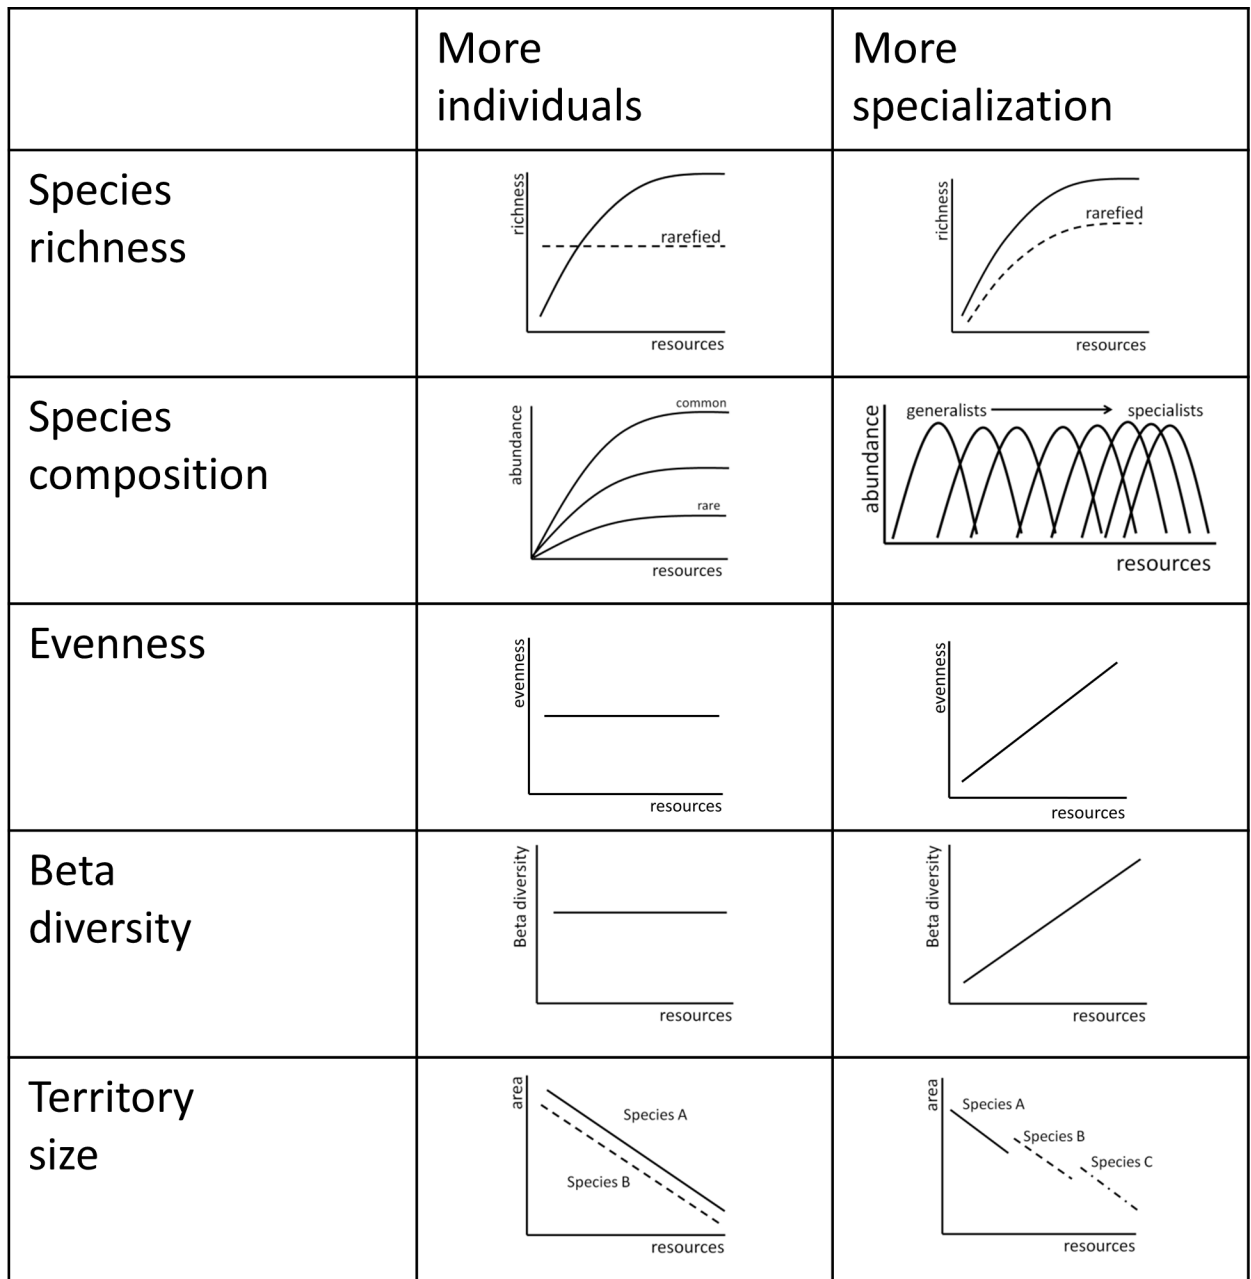 More
individuals
More
specialization
Species
richness
richness
rarefied
resources
richness
rarefied
resources
Species
composition
abundance
common
rare
resources
abundance
generalists
specialists
resources
Evenness
evenness
resources
evenness
resources
Beta
diversity
Beta diversity
resources
Beta diversity
resources
Territory
size
area
Species A
Species B
resources
area
Species A
Species B
Species C
resources